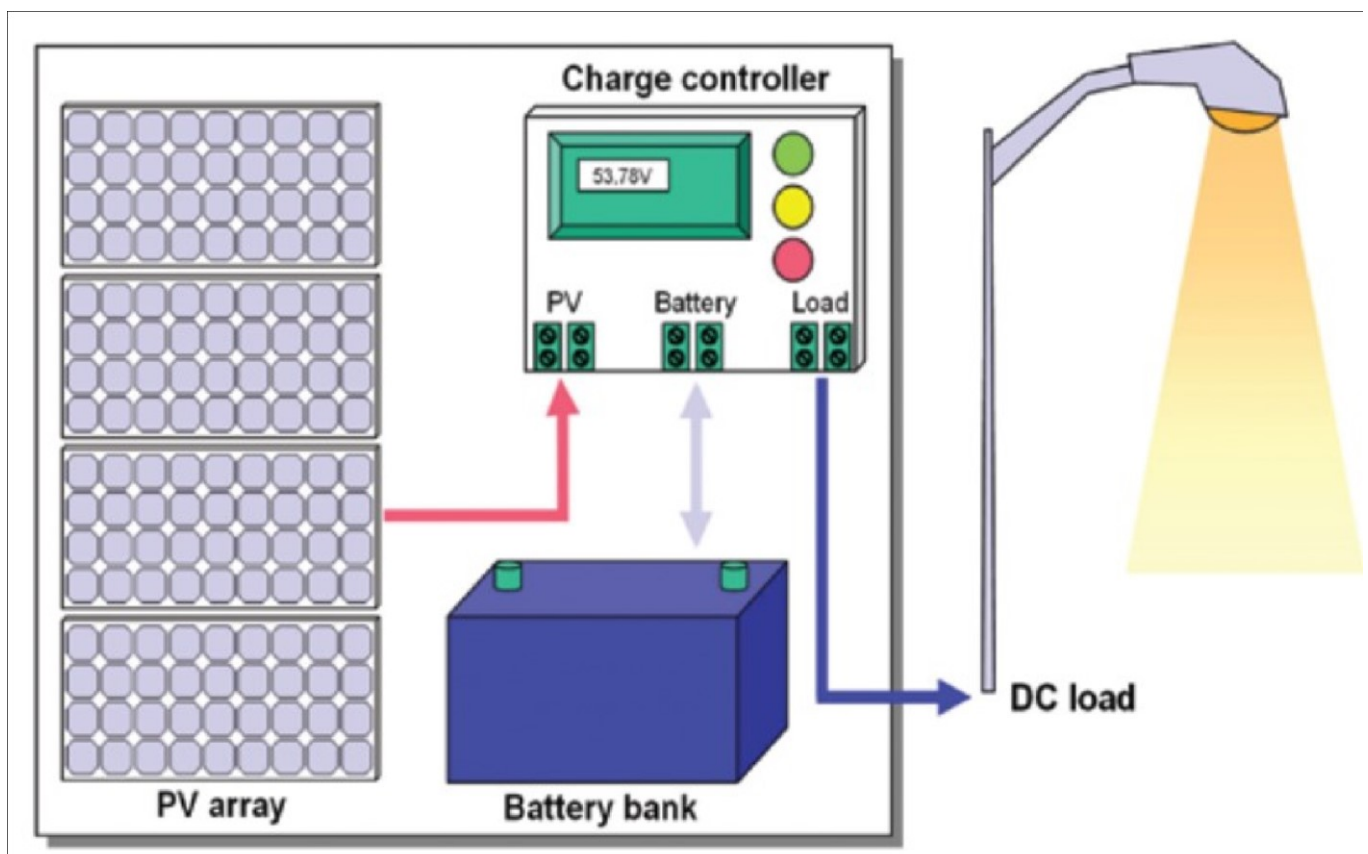 Charge controller
53,78V
PV Battery Load
DC load
PV array
Battery bank